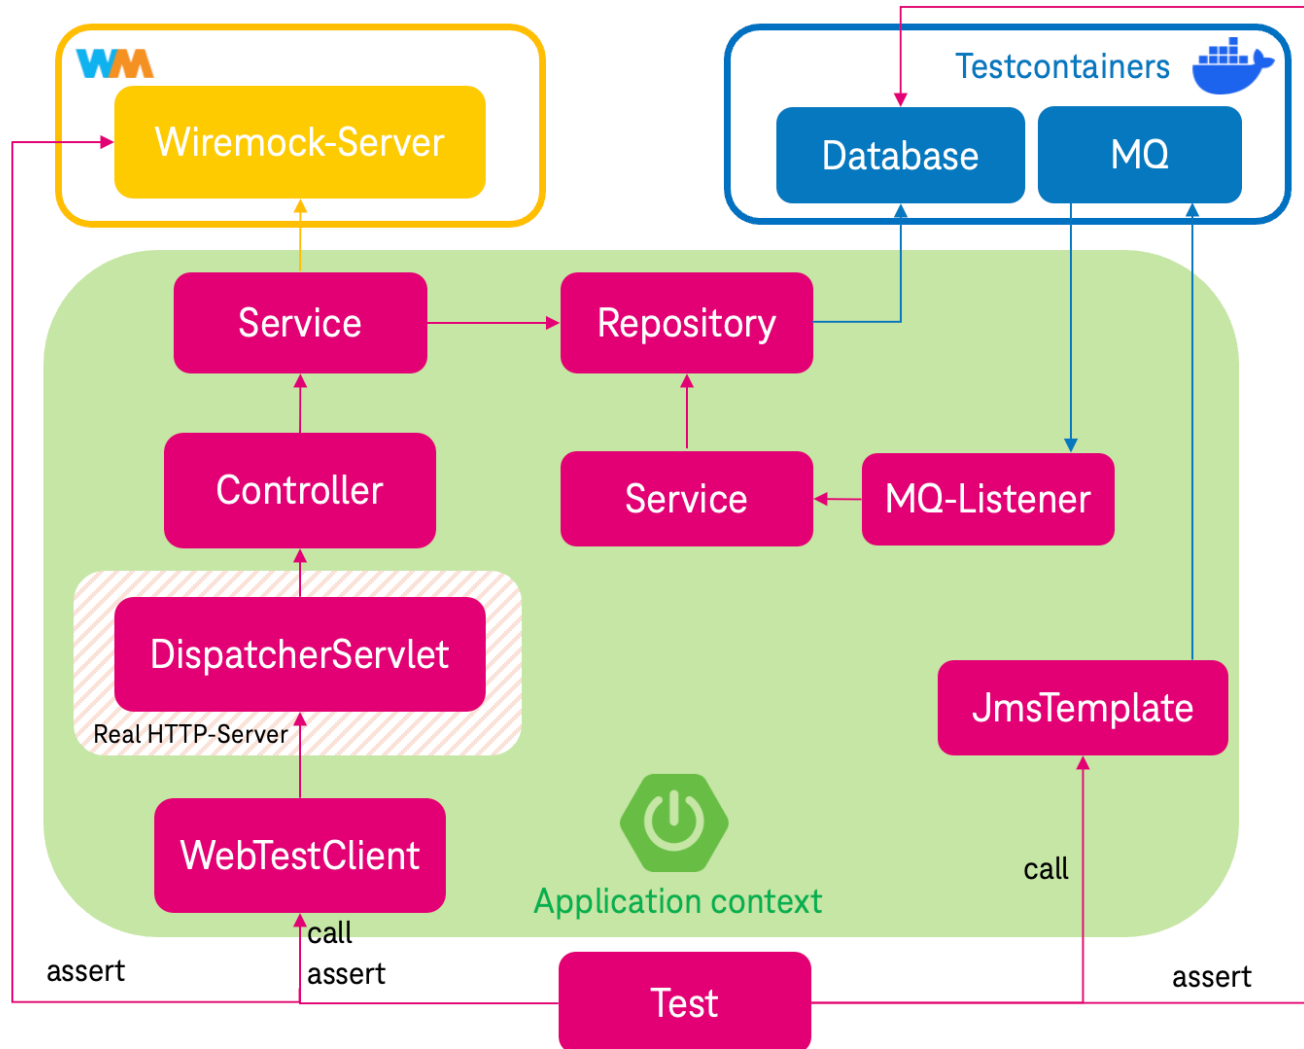 WM
Testcontainers
Wiremock-Server
Database
MQ
Service
Repository
Controller
Service
MQ-Listener
DispatcherServlet
Real HTTP-Server
JmsTemplate
WebTestClient
call
Application context
call
assert
assert
assert
Test